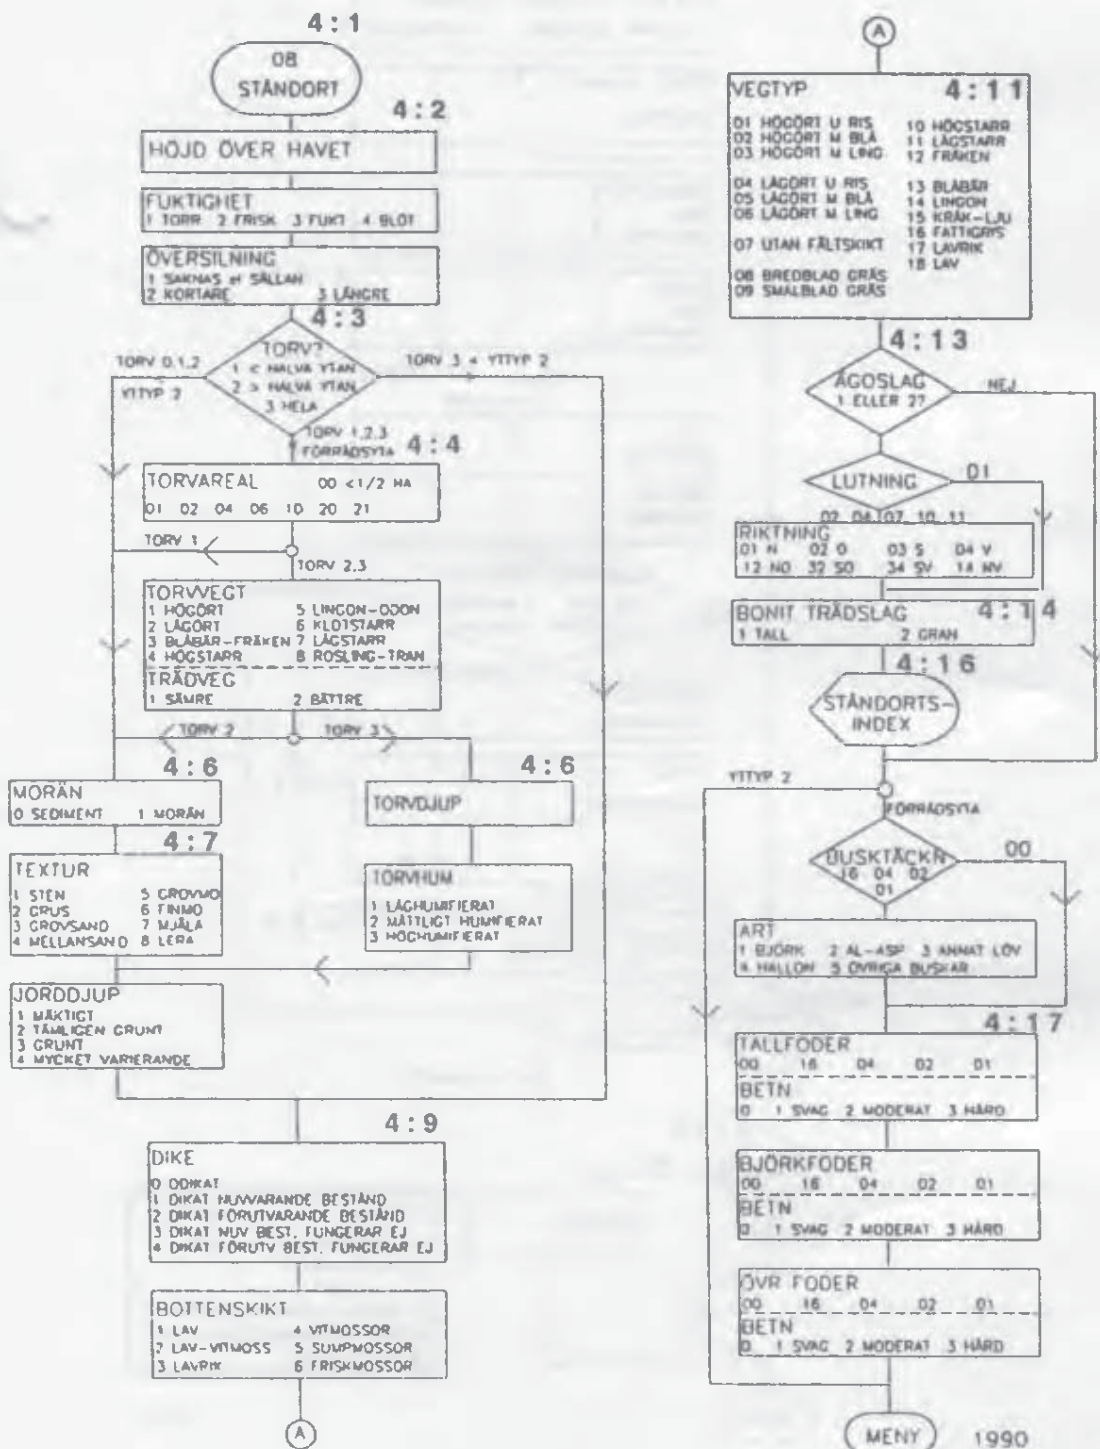 4:1
08
STÅNDORT
4:2
HÖJD ÖVER HAVET
FUKTIGHET
1 TORR 2 FRISK 3 FUKT 4 BLÖT
ÖVERSILNING
1 SAKNAS SÄLLAN
2 KORTARE 3 LÄNGRE
4:3
TORV?
1 < HALVA YTAN
2 > HALVA YTAN
3 HELA
TORV 0,1,2
YTTYP 2
TORV 3 4 YTTYP 2
TORV 1,2,3
FÖRRÅDSYTA
4:4
TORVAREAL 00 <1/2 HA
01 02 04 06 10 20 21
TORV 1
TORV 2,3
TORVVEGT
1 HÖGÖRT 5 LINGON-ODON
2 LÅGÖRT 6 KLOTSTARR
3 BLÅBÄR-FRÄKEN 7 LÅGSTARR
4 HÖGSTARR 8 ROSLING-TRAN
TRÄDVEG
1 SÄMRE 2 BÄTTRE
TORV 2
TORV 3
4:6
MORÄN
0 SEDIMENT 1 MORÄN
4:6
TORVDJUP
4:7
TEXTUR
1 STEN 5 GROVMO
2 GRUS 6 FINMO
3 GROVSAND 7 MJÄLA
4 MELLANSAND 8 LERA
TORVHUM
1 LÅGHUMIFIERAT
2 MÅTTLIGT HUMIFIERAT
3 HÖGHUMIFIERAT
JORDDJUP
1 MÄKTIGT
2 TÄMLIGEN GRUNT
3 GRUNT
4 MYCKET VARIERANDE
4:9
DIKE
0 ODIKAT
1 DIKAT NUVVARANDE BESTÅND
2 DIKAT FÖRUTVARANDE BESTÅND
3 DIKAT NUV BEST. FUNGERAR EJ
4 DIKAT FÖRUTV BEST. FUNGERAR EJ
BOTTENSKIKT
1 LAV 4 VITMOSSOR
2 LAV-VITMOSS 5 SUMPMOSSOR
3 LAVRIK 6 FRISKMOSSOR
A
A
VEGTYP 4:11
01 HÖGÖRT U RIS 10 HÖGSTARR
02 HÖGÖRT M BLÅ 11 LÅGSTARR
03 HÖGÖRT M LING 12 FRÄKEN
04 LÅGÖRT U RIS 13 BLÅBÄR
05 LÅGÖRT M BLÅ 14 LINGON
06 LÅGÖRT M LING 15 KRÅK-LJU
16 FATTIGRIS
07 UTAN FÄLTSKIKT 17 LAVRIK
18 LAV
08 BREDBLAD GRÄS
09 SMALBLAD GRÄS
4:13
ÄGOSLAG
1 ELLER 2?
NEJ
LUTNING
01
02 04 07 10 11
RIKTNING
01 N 02 O 03 S 04 V
12 NO 32 SO 34 SV 14 NV
BONIT TRÄDSLAG
4:14
1 TALL 2 GRAN
4:16
STÅNDORTS-
INDEX
YTTYP 2
FÖRRÅDSYTA
BUSKTÄCKN
16 04 02
01
00
ART
1 BJÖRK 2 AL-ASP 3 ANNAT LÖV
4 HALLON 5 ÖVRIGA BUSKAR
4:17
TALLFODER
00 16 04 02 01
BETN
0 1 SVAG 2 MODERAT 3 HÅRD
BJÖRKFODER
00 16 04 02 01
BETN
0 1 SVAG 2 MODERAT 3 HÅRD
ÖVR FODER
00 16 04 02 01
BETN
0 1 SVAG 2 MODERAT 3 HÅRD
MENY
1990